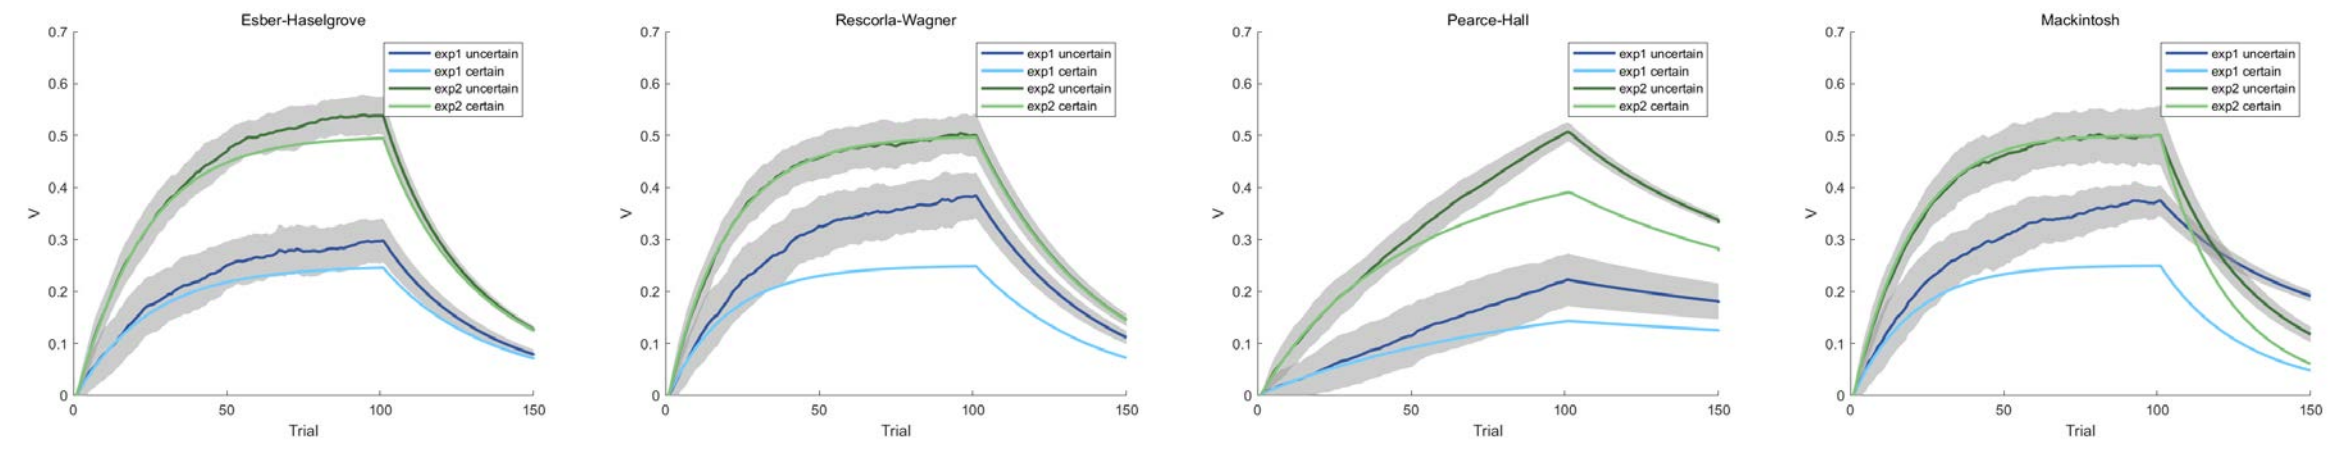 Esber-Haselgrove
0.7
0.6
0.5
0.4
0.3
0.2
0.1
0
V
exp1 uncertain
exp1 certain
exp2 uncertain
exp2 certain
0
50
100
150
Trial
Rescorla-Wagner
0.7
0.6
0.5
0.4
0.3
0.2
0.1
0
V
exp1 uncertain
exp1 certain
exp2 uncertain
exp2 certain
0
50
100
150
Trial
Pearce-Hall
0.7
0.6
0.5
0.4
0.3
0.2
0.1
0
V
exp1 uncertain
exp1 certain
exp2 uncertain
exp2 certain
0
50
100
150
Trial
Mackintosh
0.7
0.6
0.5
0.4
0.3
0.2
0.1
0
V
exp1 uncertain
exp1 certain
exp2 uncertain
exp2 certain
0
50
100
150
Trial